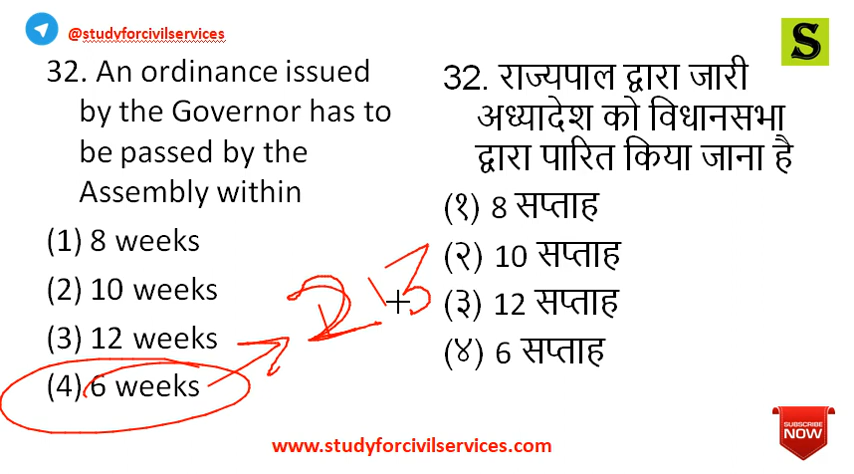 @studyforcivilservices
S
32. An ordinance issued
by the Governor has to
be passed by the
Assembly within
(1) 8 weeks
(2) 10 weeks
(3) 12 weeks
(4) 6 weeks
213
32. राज्यपाल द्वारा जारी
अध्यादेश को विधानसभा
द्वारा पारित किया जाना है
(१) 8 सप्ताह
(२) 10 सप्ताह
(३) 12 सप्ताह
(४) 6 सप्ताह
SUBSCRIBE
NOW
www.studyforcivilservices.com